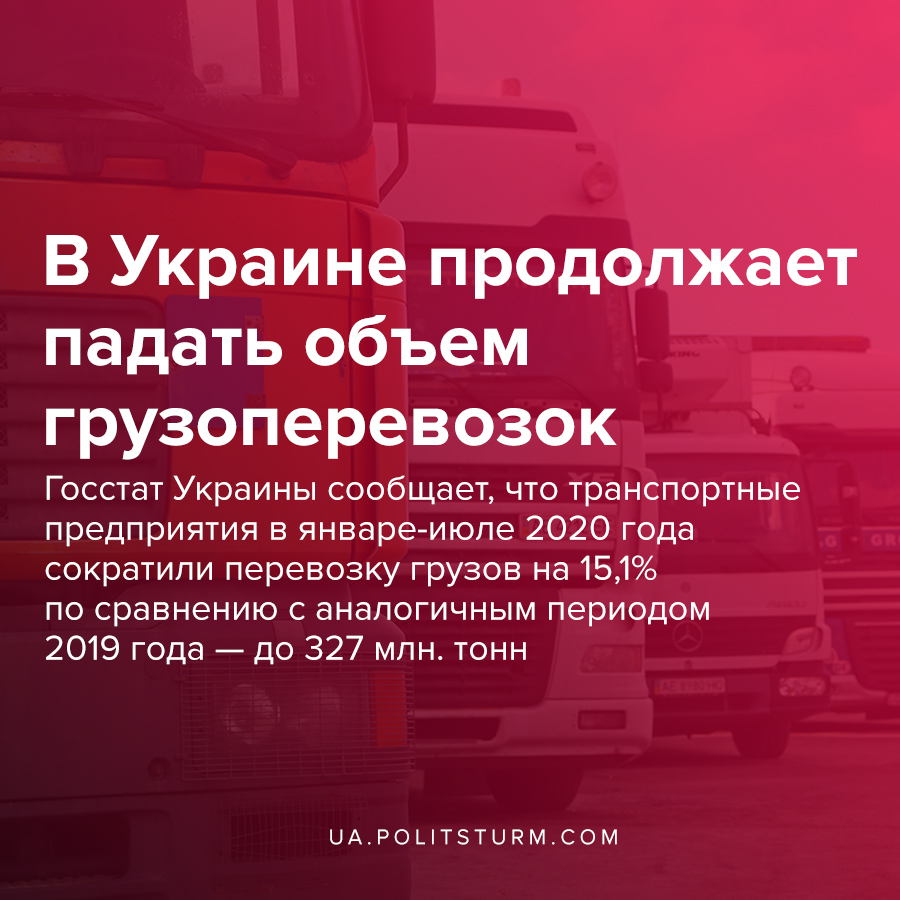 В Украине продолжает
падать объем
грузоперевозок
Госстат Украины сообщает, что транспортные
предприятия в январе-июле 2020 года
сократили перевозку грузов на 15,1%
по сравнению с аналогичным периодом
2019 года — до 327 млн. тонн
UA.POLITSTURM.COM